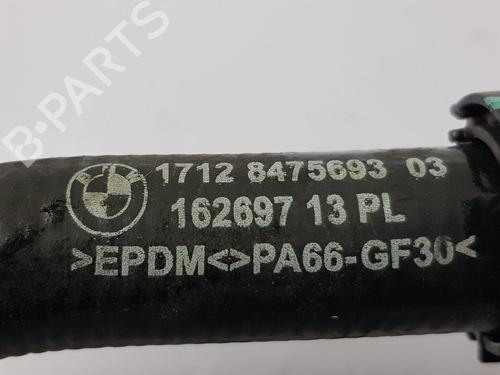 B-PARTS
1712 8475693 03
162697 13 PL
>EPDM<>PA66-GF30<